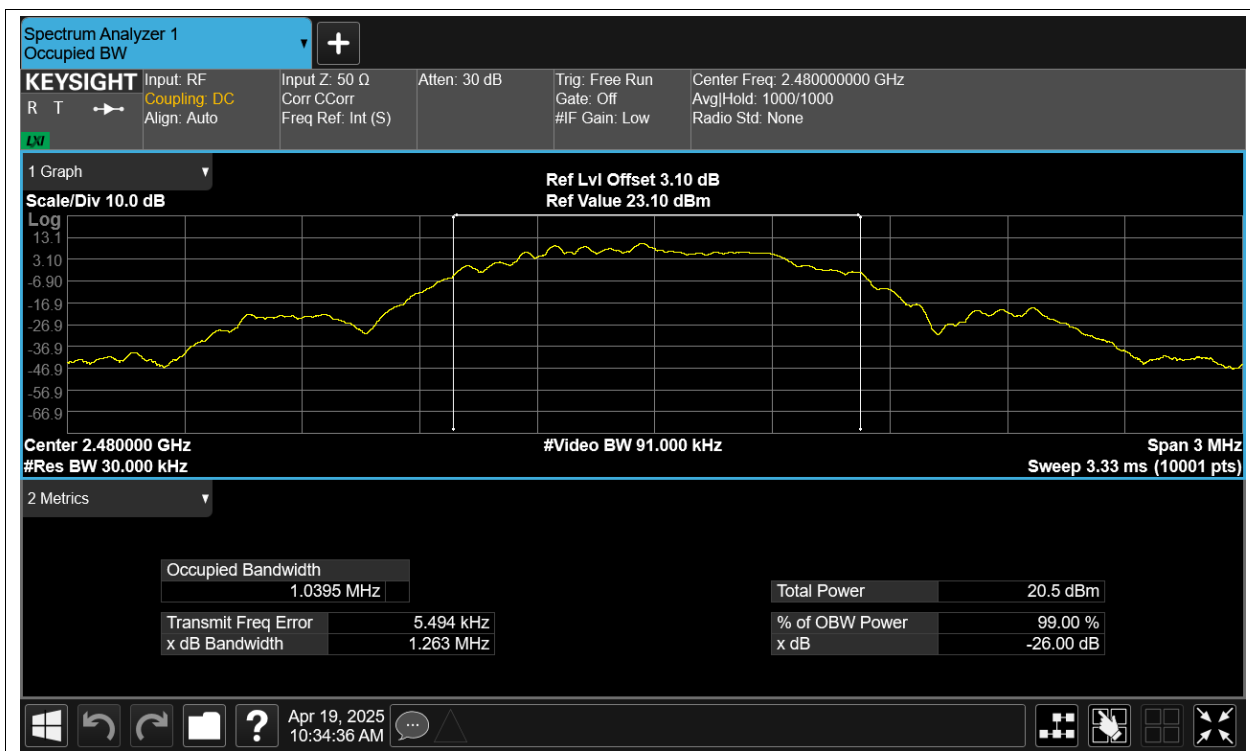 Spectrum Analyzer 1
Occupied BW
KEYSIGHT
R T
LXI
Input: RF
Coupling: DC
Align: Auto
Input Z: 50 Ω
Corr CCorr
Freq Ref: Int (S)
Atten: 30 dB
Trig: Free Run
Gate: Off
#IF Gain: Low
Center Freq: 2.480000000 GHz
Avg|Hold: 1000/1000
Radio Std: None
1 Graph
Ref Lvl Offset 3.10 dB
Scale/Div 10.0 dB
Ref Value 23.10 dBm
Log
13.1
3.10
-6.90
-16.9
-26.9
-36.9
-46.9
-56.9
-66.9
Center 2.480000 GHz
#Video BW 91.000 kHz
Span 3 MHz
#Res BW 30.000 kHz
Sweep 3.33 ms (10001 pts)
2 Metrics
Occupied Bandwidth
1.0395 MHz
Total Power 20.5 dBm
Transmit Freq Error 5.494 kHz
% of OBW Power 99.00 %
x dB Bandwidth 1.263 MHz
x dB -26.00 dB
?
Apr 19, 2025
10:34:36 AM